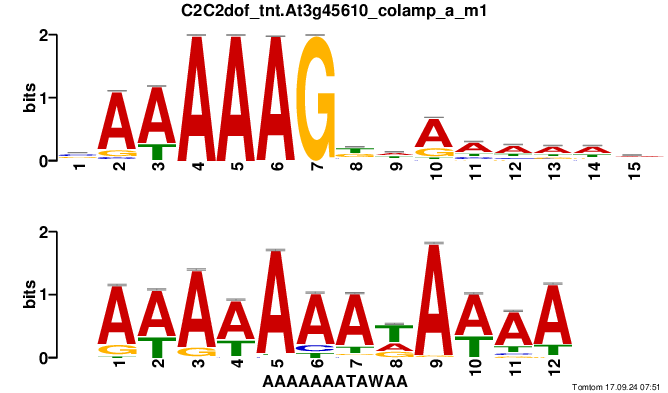 C2C2dof_tnt.At3g45610_colamp_a_m1
2
1
0
bits
1 2 3 4 5 6 7 8 9 10 11 12 13 14 15
2
1
0
bits
1 2 3 4 5 6 7 8 9 10 11 12
AAAAAAATAWAA
Tomtom 17.09.24 07:51